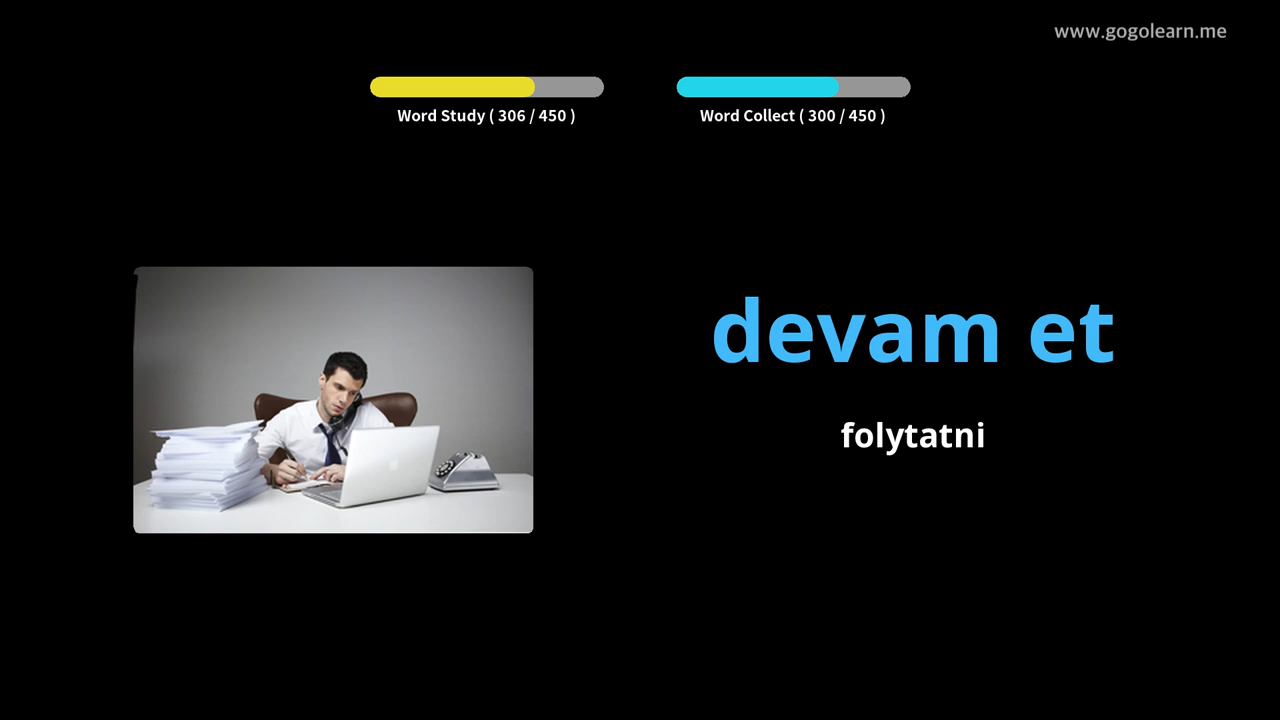 www.gogolearn.me
Word Study ( 306 / 450 )
Word Collect ( 300 / 450 )
devam et
folytatni